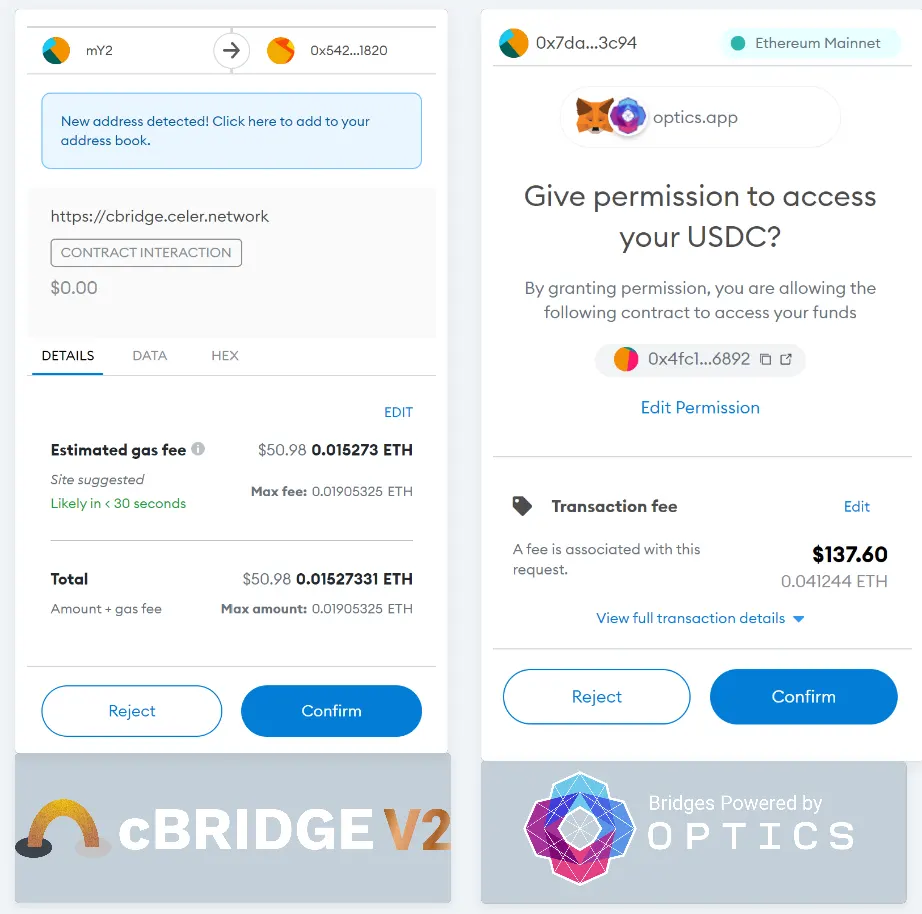 mY2
0x542...1820
New address detected! Click here to add to your
address book.
https://cbridge.celer.network
CONTRACT INTERACTION
$0.00
DETAILS DATA HEX
EDIT
Estimated gas fee $50.98 0.015273 ETH
Site suggested
Max fee: 0.01905325 ETH
Likely in < 30 seconds
Total $50.98 0.01527331 ETH
Amount + gas fee Max amount: 0.01905325 ETH
Reject Confirm
cBRIDGE V2
0x7da...3c94 Ethereum Mainnet
optics.app
Give permission to access
your USDC?
By granting permission, you are allowing the
following contract to access your funds
0x4fc1...6892
Edit Permission
Transaction fee Edit
A fee is associated with this
request.
$137.60
0.041244 ETH
View full transaction details
Reject Confirm
Bridges Powered by
OPTICS